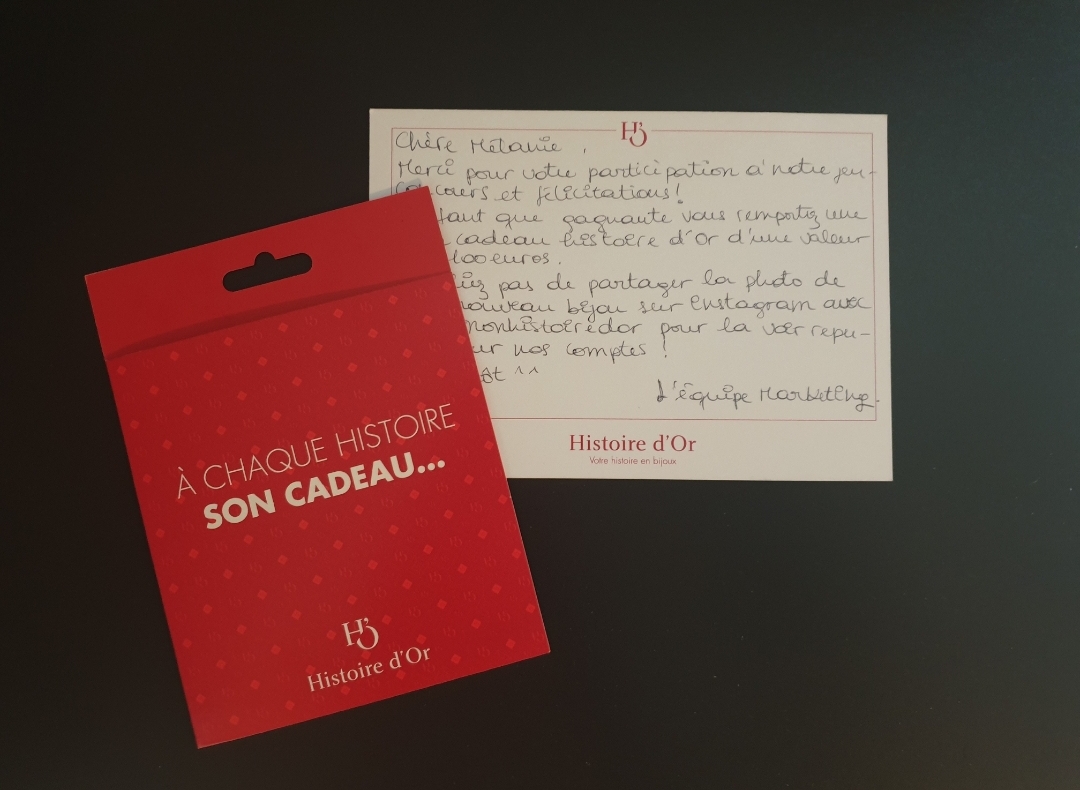 H'O
Chère Mélanie,
Merci pour votre participation à notre jeu-
concours et félicitations!
tant que gagnante vous remportez une
cadeau histoire d'Or d'une valeur
100 euros.
pas de partager la photo de
nouveau bijou sur Instagram avec
monhistoiredor pour la voir repu-
sur nos comptes !
^^
L'équipe Marketing.
Histoire d'Or
Votre histoire en bijoux
À CHAQUE HISTOIRE
SON CADEAU...
H'O
Histoire d'Or